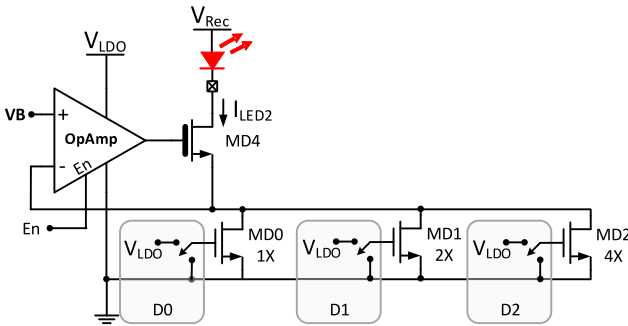 VRec
VLDO
ILED2
VB
+
OpAmp
MD4
-
En
En
VLDO
MD0
1X
VLDO
MD1
2X
VLDO
MD2
4X
D0
D1
D2